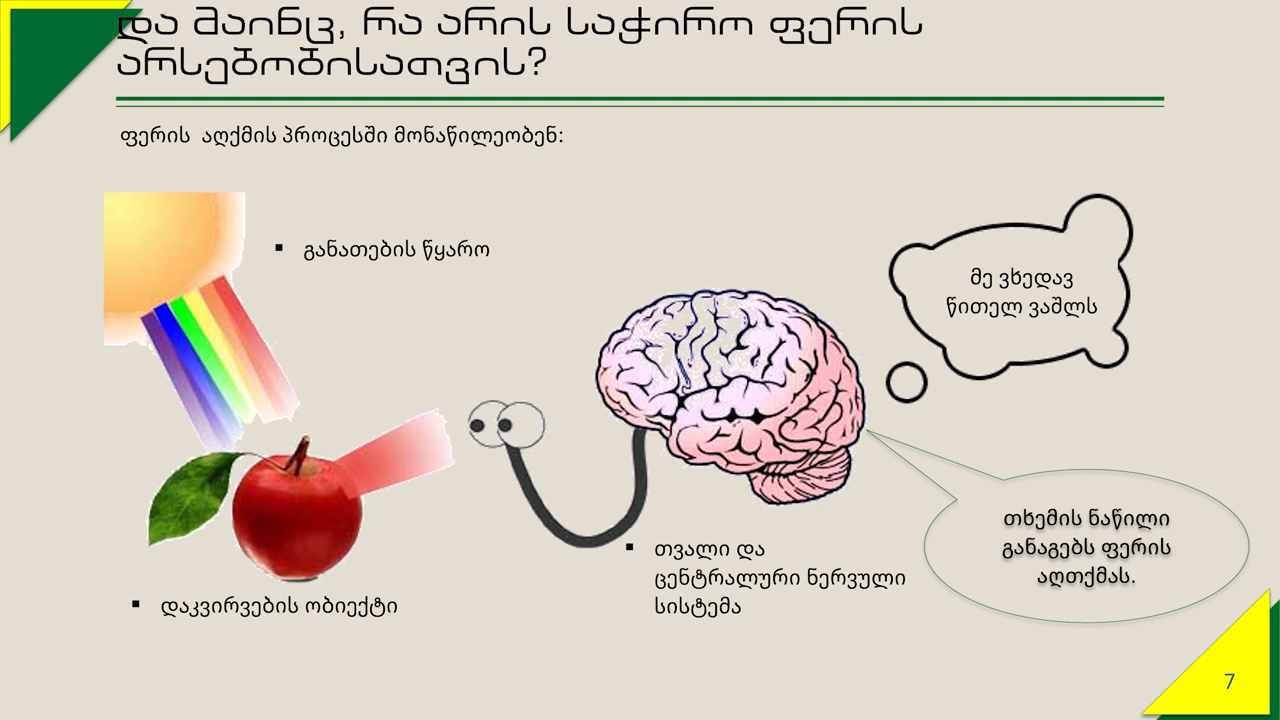 და მაინც, რა არის საჭირო ფერის
არსებობისათვის?
ფერის აღქმის პროცესში მონაწილეობენ:
▪ განათების წყარო
მე ვხედავ
წითელ ვაშლს
თხემის ნაწილი
განაგებს ფერის
აღთქმას.
▪ თვალი და
ცენტრალური ნერვული
სისტემა
▪ დაკვირვების ობიექტი
7